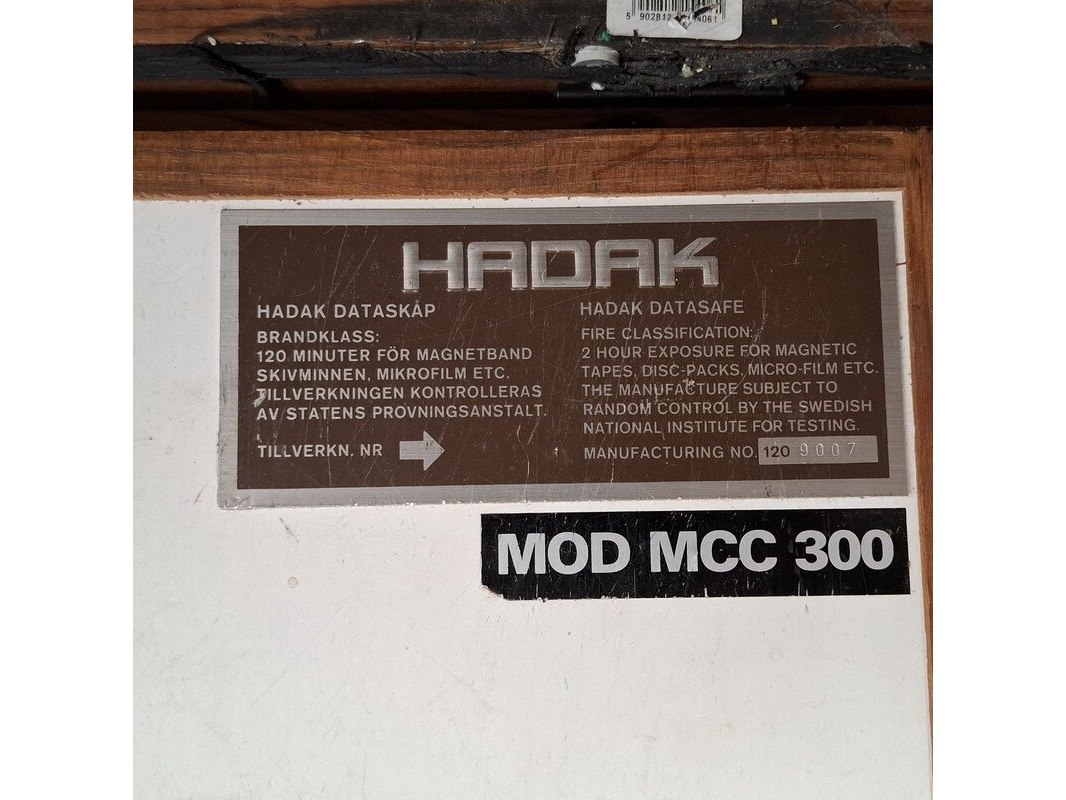 HADAK
HADAK DATASKÅP
BRANDKLASS:
120 MINUTER FÖR MAGNETBAND
SKIVMINNEN, MIKROFILM ETC.
TILLVERKNINGEN KONTROLLERAS
AV STATENS PROVNINGSANSTALT.
TILLVERKN. NR
HADAK DATASAFE
FIRE CLASSIFICATION:
2 HOUR EXPOSURE FOR MAGNETIC
TAPES, DISC-PACKS, MICRO-FILM ETC.
THE MANUFACTURE SUBJECT TO
RANDOM CONTROL BY THE SWEDISH
NATIONAL INSTITUTE FOR TESTING.
MANUFACTURING NO. 120 9007
MOD MCC 300